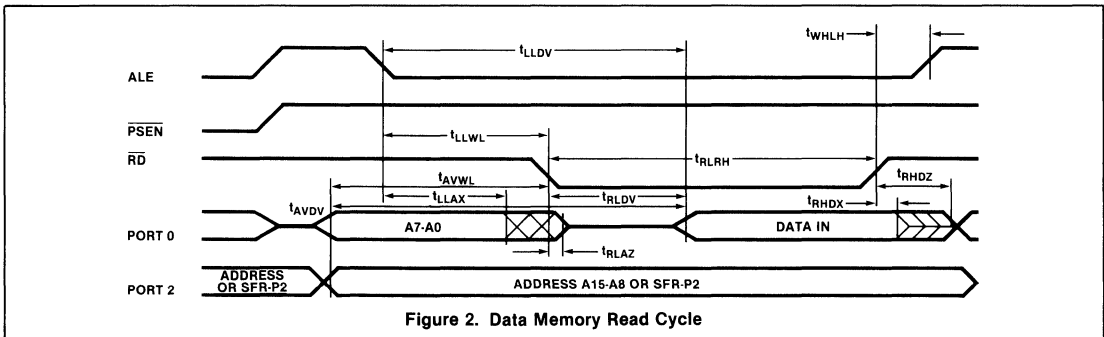 tWHLH
tLLDV
ALE
PSEN
tLLWL
RD
tRLRH
tAVWL
tRHDZ
tLLAX
tRLDV
tRHDX
tAVDV
PORT 0
A7-A0
DATA IN
tRLAZ
ADDRESS
OR SFR-P2
PORT 2
ADDRESS A15-A8 OR SFR-P2
Figure 2. Data Memory Read Cycle